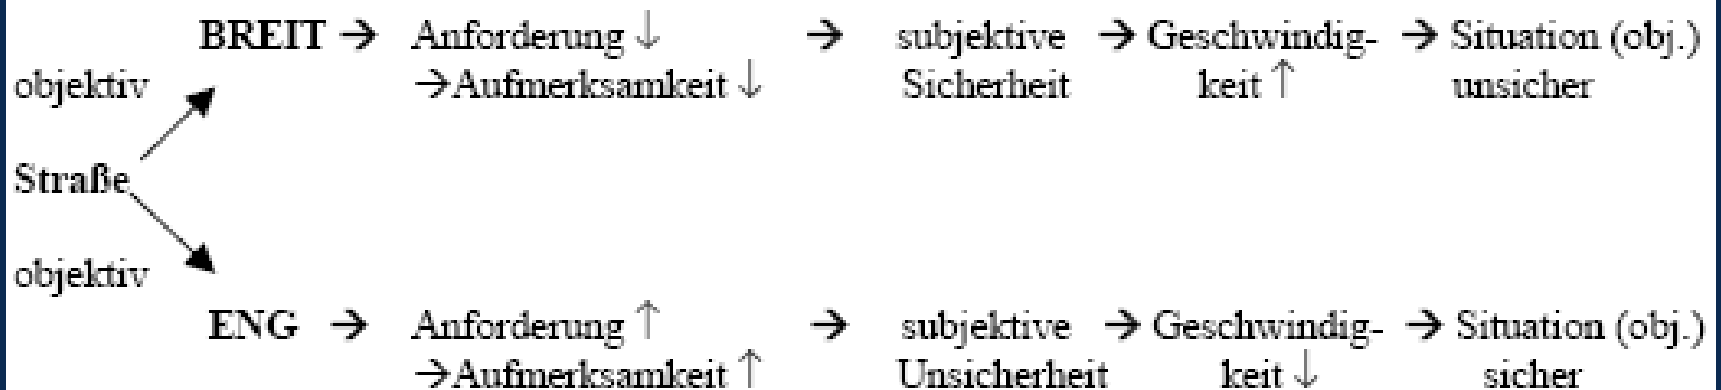 BREIT → Anforderung ↓ → subjektive → Geschwindig- → Situation (obj.)
objektiv →Aufmerksamkeit ↓ Sicherheit keit ↑ unsicher
Straße
objektiv
ENG → Anforderung ↑ → subjektive → Geschwindig- → Situation (obj.)
→Aufmerksamkeit ↑ Unsicherheit keit ↓ sicher